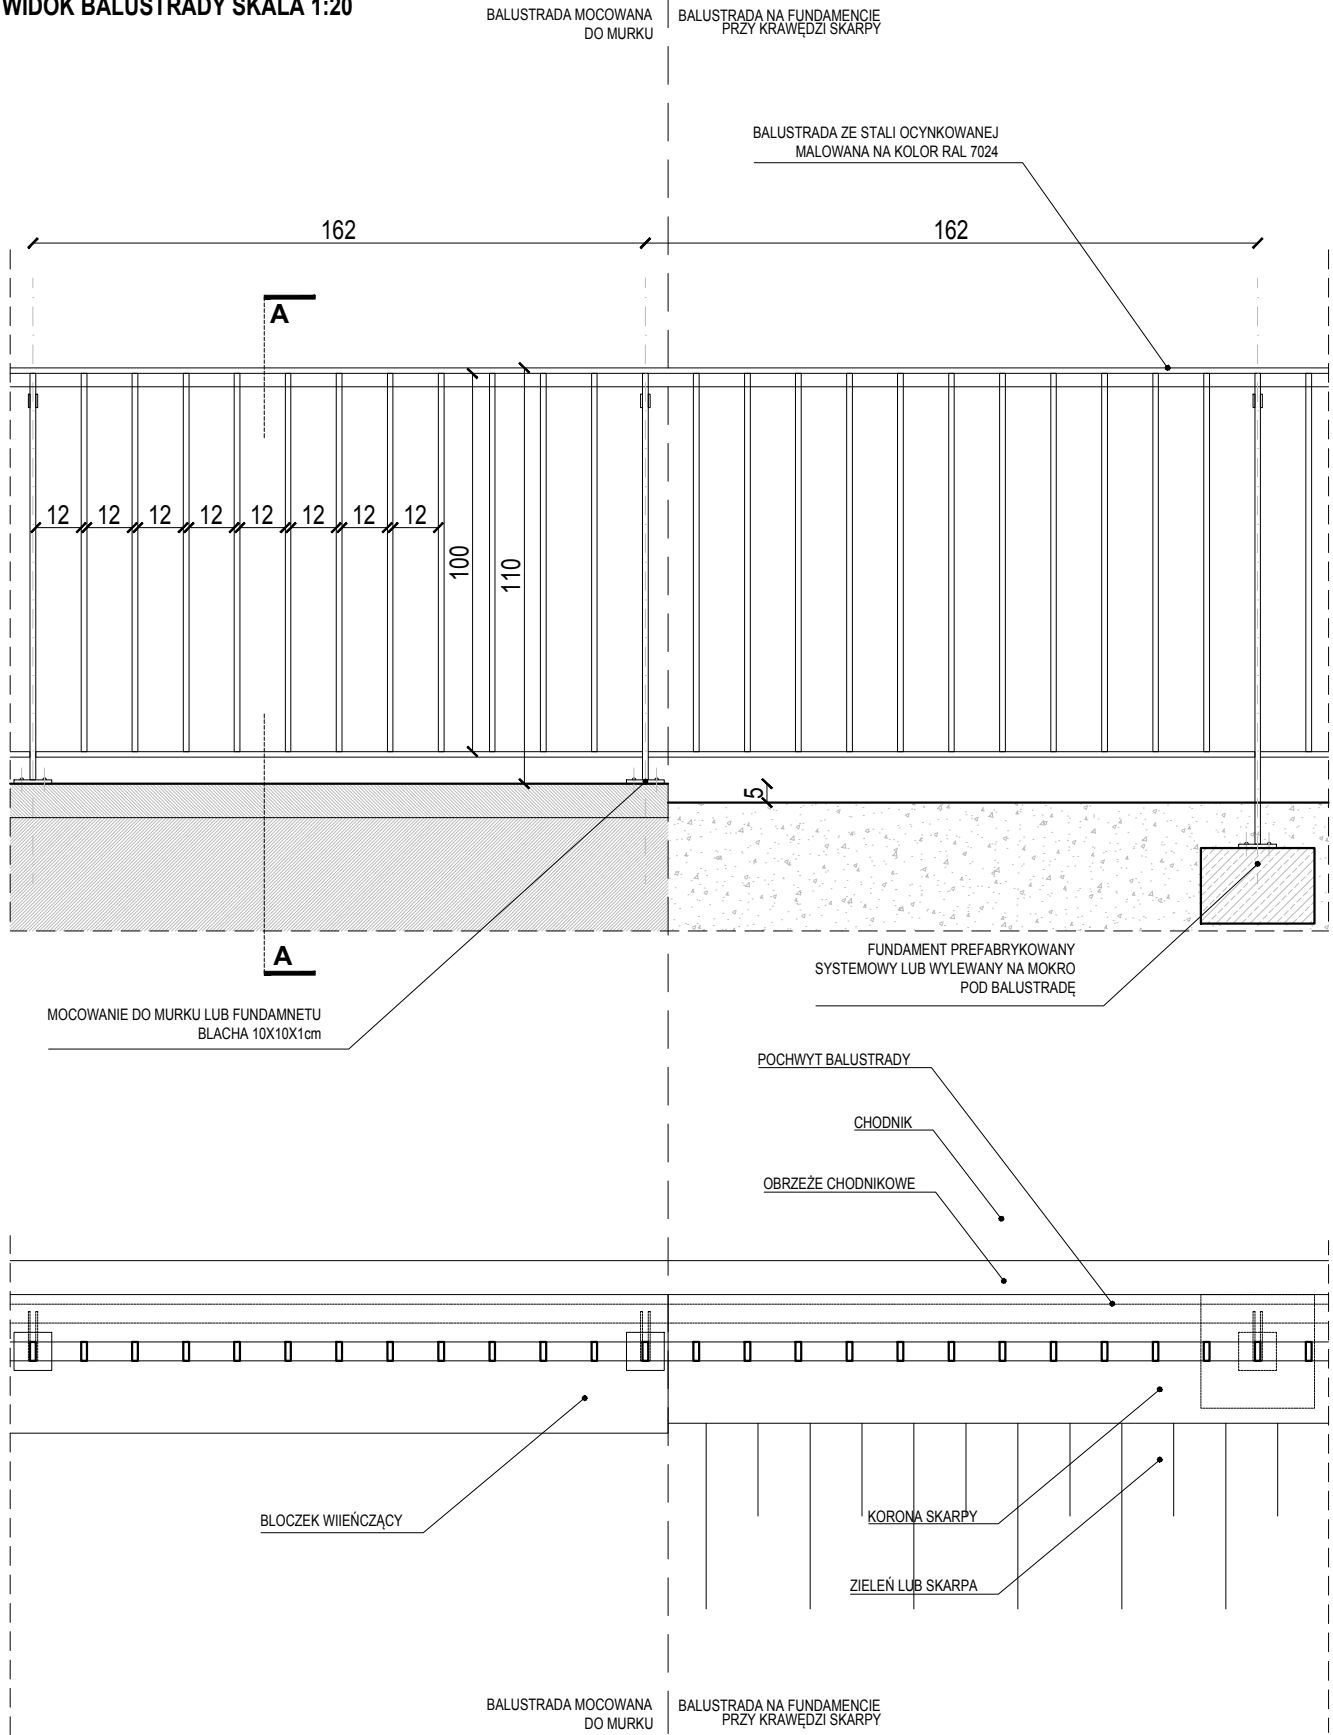 WIDOK BALUSTRADY SKALA 1:20
BALUSTRADA MOCOWANA
DO MURKU
BALUSTRADA NA FUNDAMENCIE
PRZY KRAWĘDZI SKARPY
BALUSTRADA ZE STALI OCYNKOWANEJ
MALOWANA NA KOLOR RAL 7024
162
162
A
12 12 12 12 12 12 12 12
100
110
5
A
FUNDAMENT PREFABRYKOWANY
SYSTEMOWY LUB WYLEWANY NA MOKRO
POD BALUSTRADĘ
MOCOWANIE DO MURKU LUB FUNDAMNETU
BLACHA 10X10X1cm
POCHWYT BALUSTRADY
CHODNIK
OBRZEŻE CHODNIKOWE
BLOCZEK WIIEŃCZĄCY
KORONA SKARPY
ZIELEŃ LUB SKARPA
BALUSTRADA MOCOWANA
DO MURKU
BALUSTRADA NA FUNDAMENCIE
PRZY KRAWĘDZI SKARPY